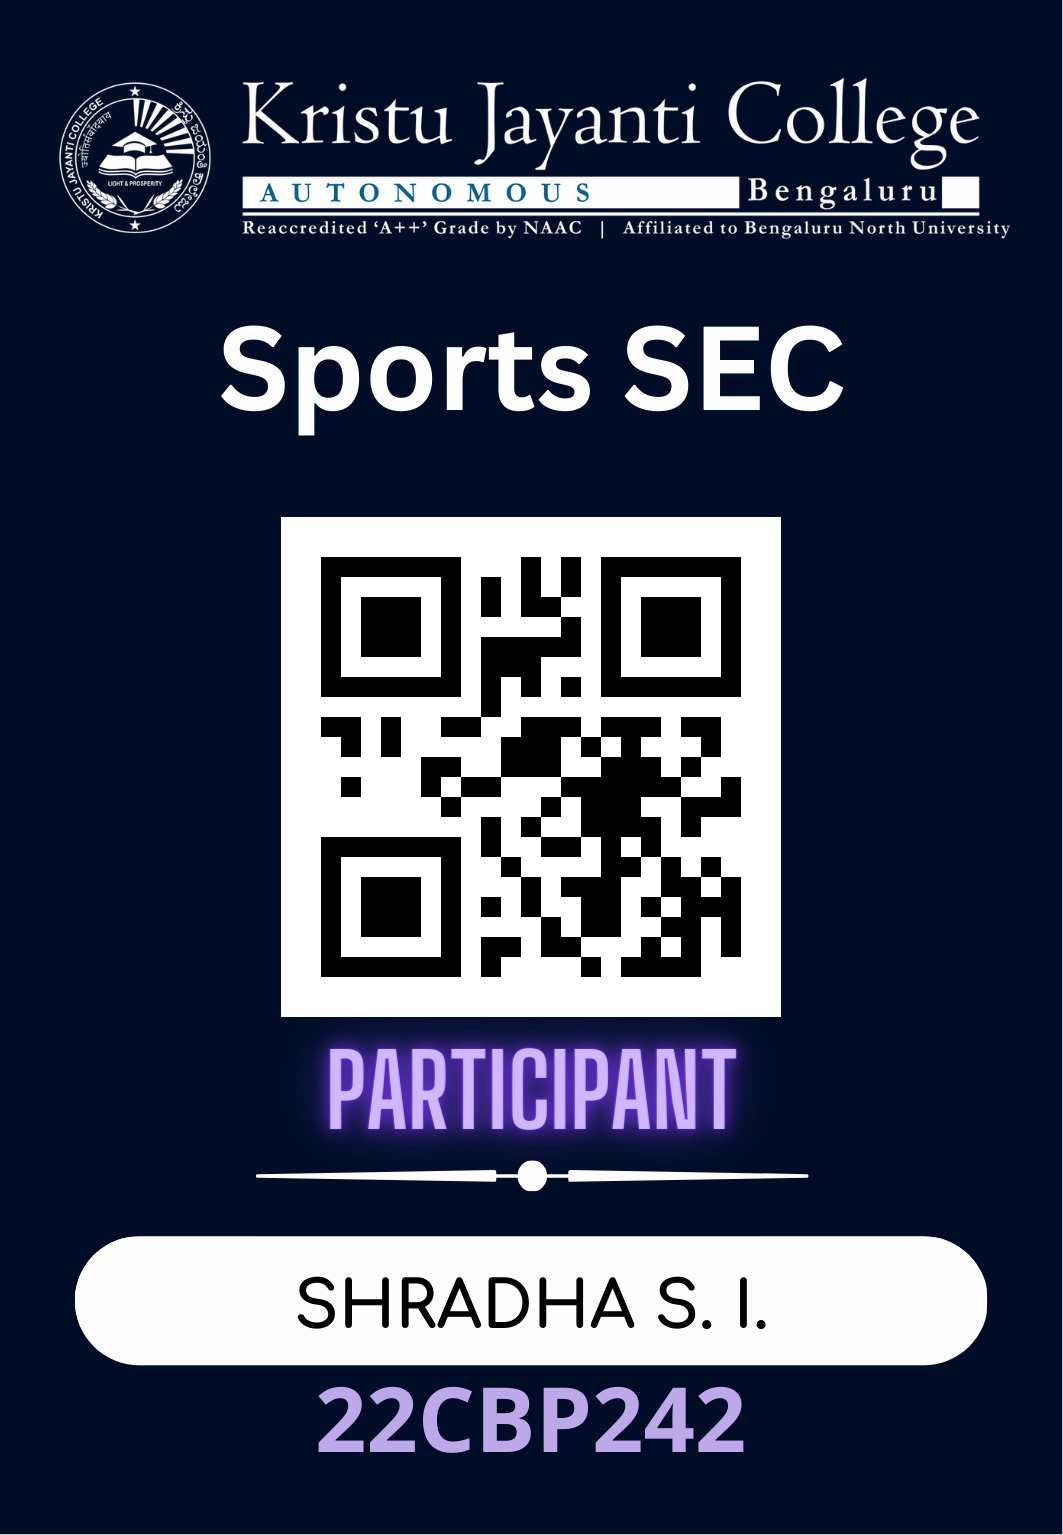 Kristu Jayanti College
AUTONOMOUS Bengaluru
Reaccredited ‘A++’ Grade by NAAC | Affiliated to Bengaluru North University
KRISTU JAYANTI COLLEGE
ಕ್ರಿಸ್ತು ಜಯಂತಿ ಕಾಲೇಜು
LIGHT & PROSPERITY
Sports SEC
PARTICIPANT
SHRADHA S. I.
22CBP242